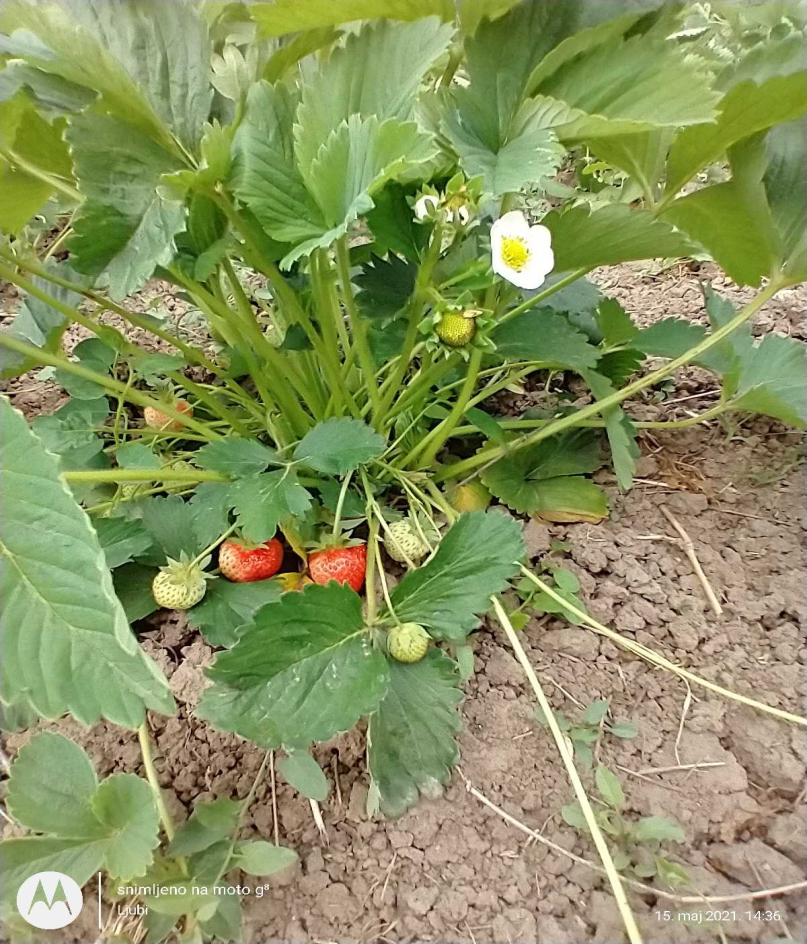 snimljeno na moto g⁸
Ljubi
15. maj 2021. 14:36